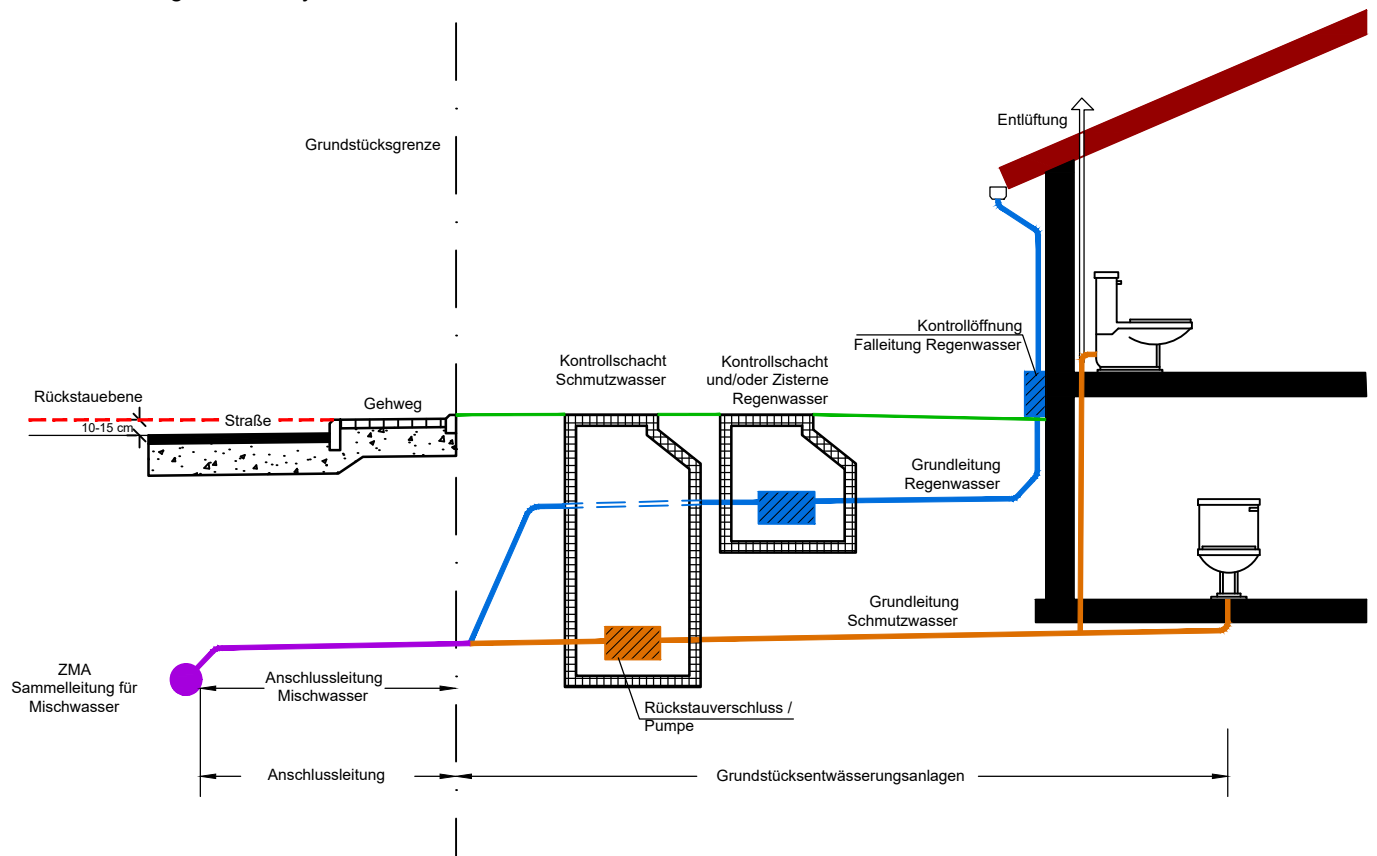 Entlüftung
Grundstücksgrenze
Kontrollöffnung
Falleitung Regenwasser
Kontrollschacht
Schmutzwasser
Kontrollschacht
und/oder Zisterne
Regenwasser
Rückstauebene
10-15 cm
Straße
Gehweg
Grundleitung
Regenwasser
Grundleitung
Schmutzwasser
ZMA
Sammelleitung für
Mischwasser
Anschlussleitung
Mischwasser
Rückstauverschluss /
Pumpe
Anschlussleitung
Grundstücksentwässerungsanlagen